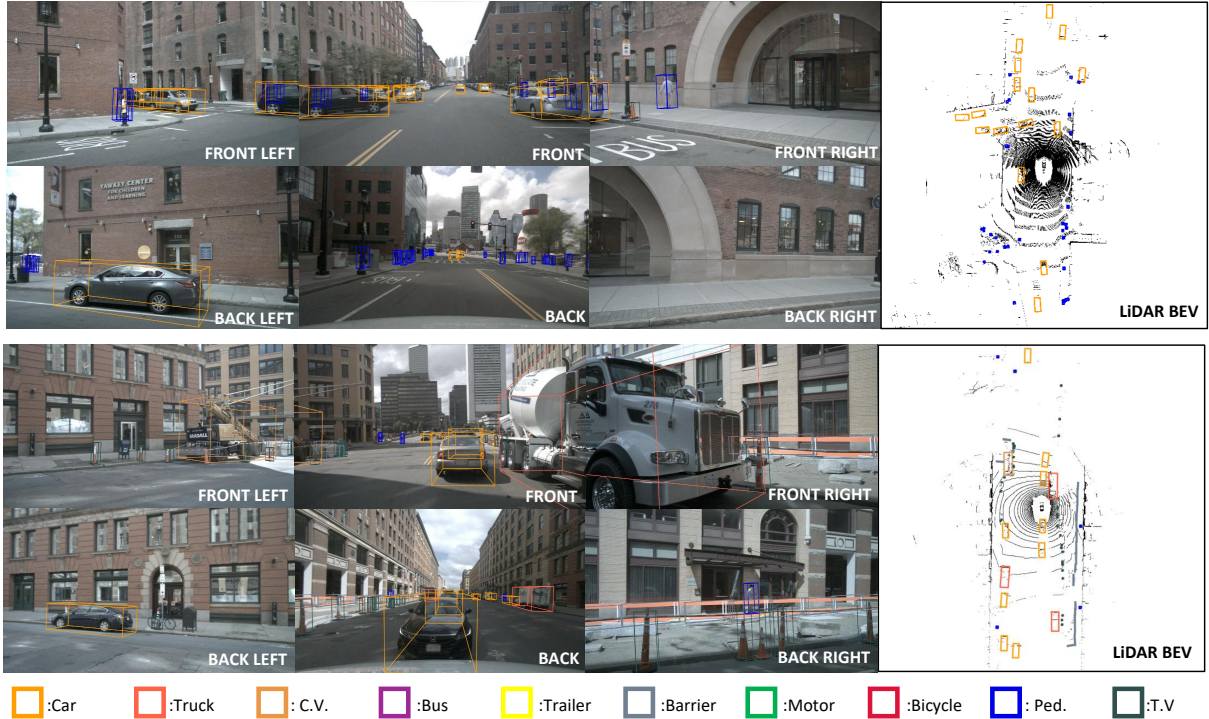 FRONT LEFT
FRONT
BUS
FRONT RIGHT
YAWKEY CENTER
FOR CHILDREN
AND LEARNING
BACK LEFT
BACK
BACK RIGHT
LiDAR BEV
FRONT LEFT
FRONT
FRONT RIGHT
BACK LEFT
BACK
BACK RIGHT
LiDAR BEV
:Car :Truck : C.V. :Bus :Trailer :Barrier :Motor :Bicycle : Ped. :T.V